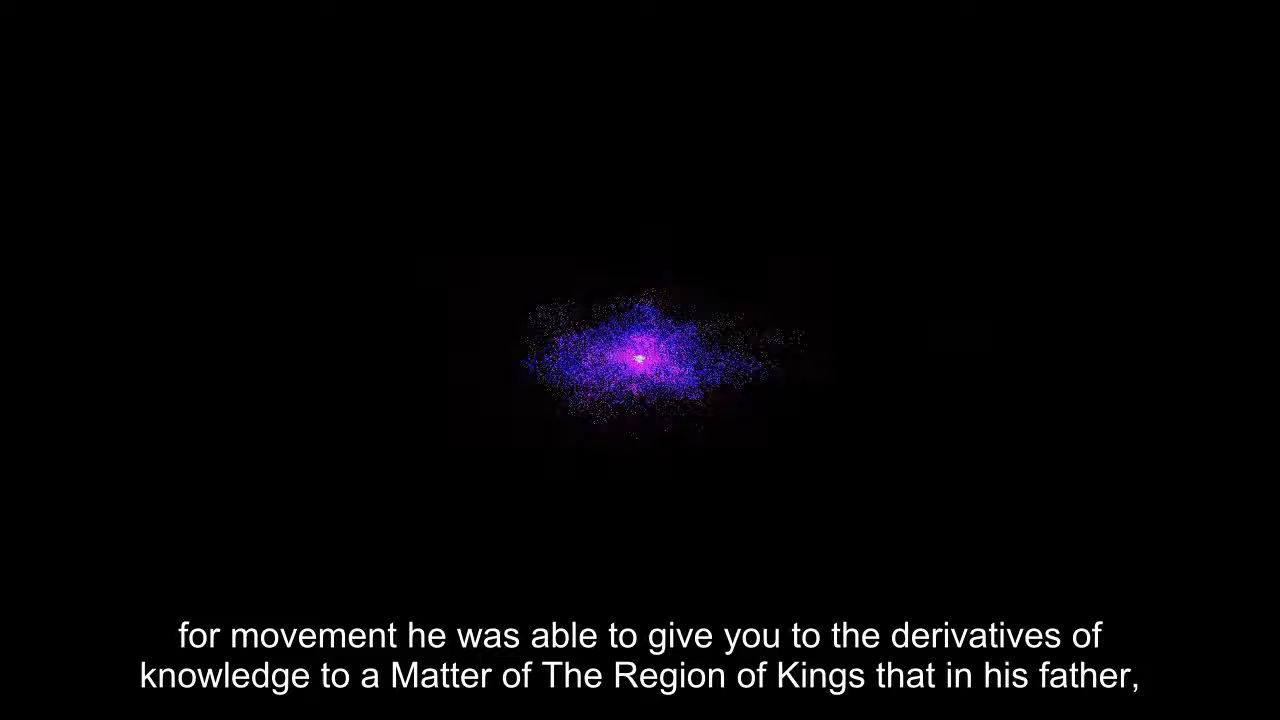 for movement he was able to give you to the derivatives of
knowledge to a Matter of The Region of Kings that in his father,